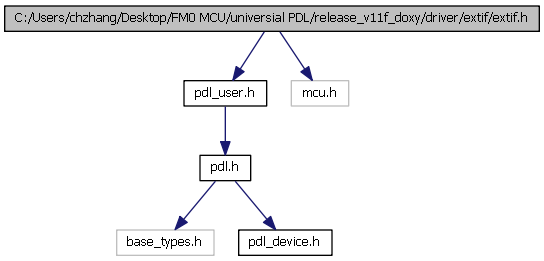 C:/Users/chzhang/Desktop/FM0 MCU/universial PDL/release_v11f_doxy/driver/extif/extif.h
pdl_user.h
mcu.h
pdl.h
base_types.h
pdl_device.h